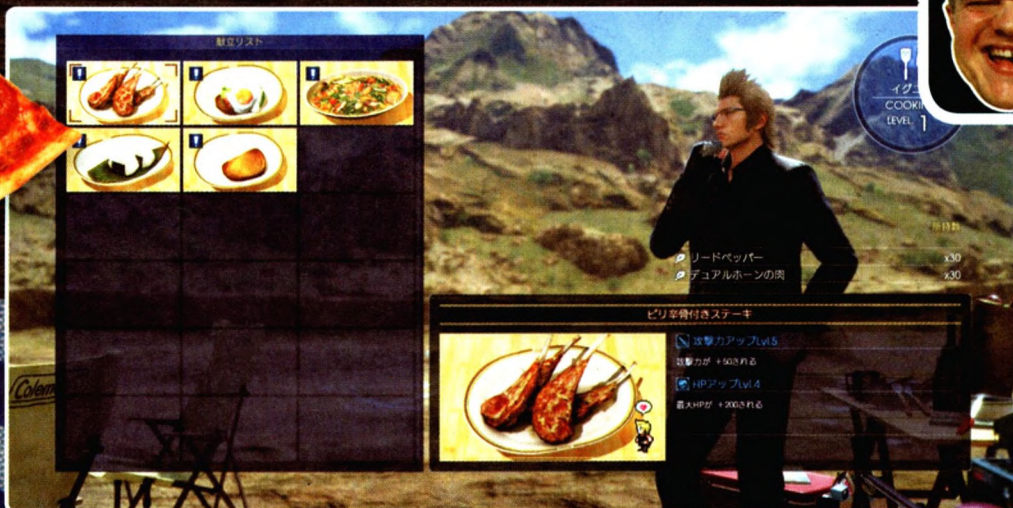 献立リスト
イグ
COOKI
LEVEL 1
所持数
リードペッパー x30
デュアルホーンの肉 x30
ピリ辛骨付きステーキ
攻撃力アップLvl.5
攻撃力が +50される
HPアップLvl.4
最大HPが +200される
Colem